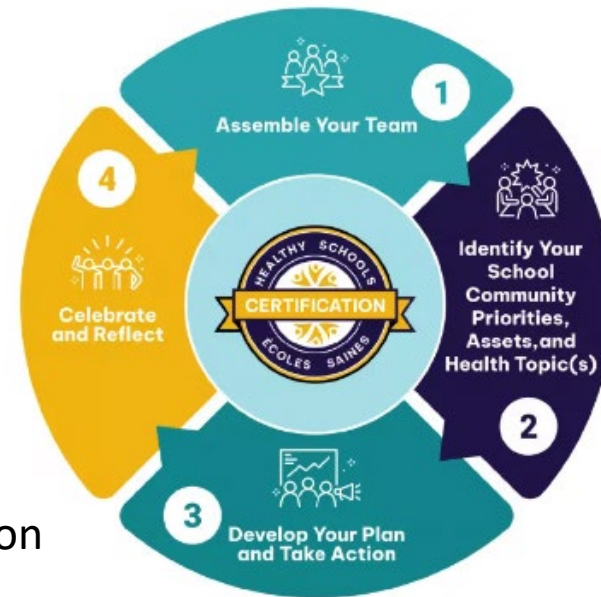 1
Assemble Your Team
2
Identify Your
School
Community
Priorities,
Assets,and
Health Topic(s)
3
Develop Your Plan
and Take Action
4
Celebrate
and Reflect
HEALTHY SCHOOLS
CERTIFICATION
ÉCOLES SAINES
on